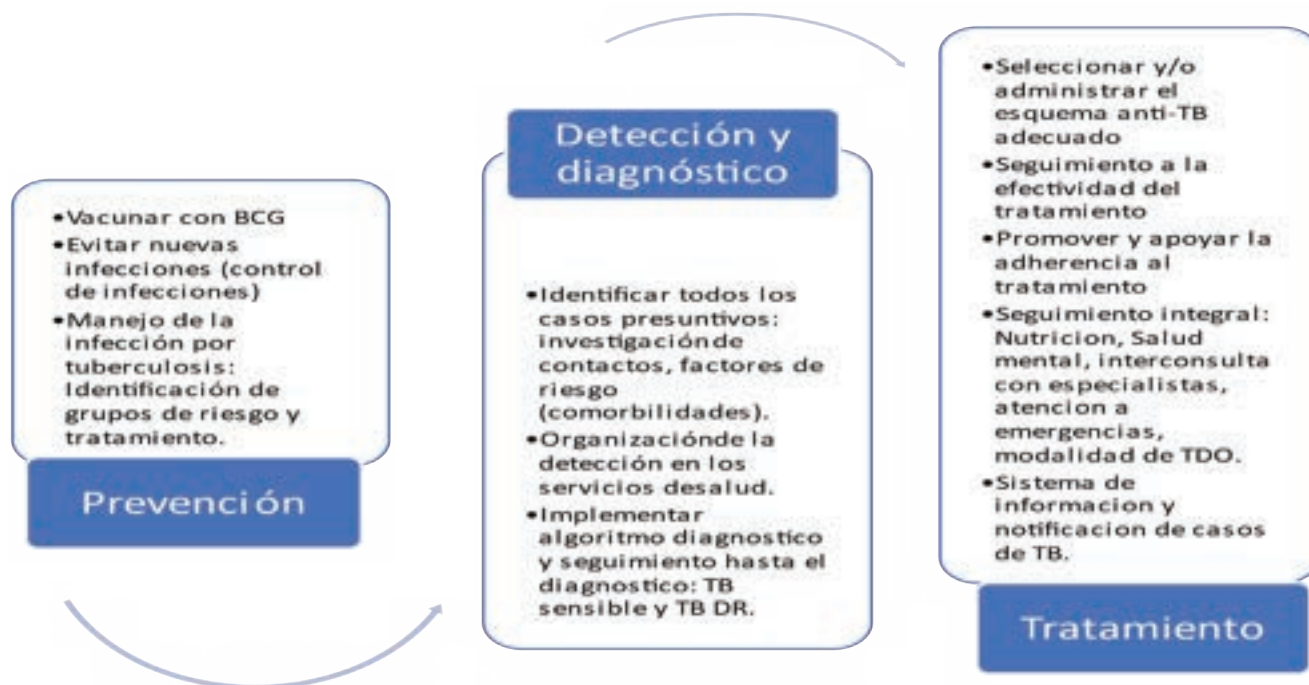 •Vacunar con BCG
•Evitar nuevas
infecciones (control
de infecciones)
•Manejo de la
infección por
tuberculosis:
Identificación de
grupos de riesgo y
tratamiento.
Prevención
Detección y
diagnóstico
•Identificar todos los
casos presuntivos:
investigaciónde
contactos, factores de
riesgo
(comorbilidades).
•Organizaciónde la
detección en los
servicios desalud.
•Implementar
algoritmo diagnostico
y seguimiento hasta el
diagnostico: TB
sensible y TB DR.
•Seleccionar y/o
administrar el
esquema anti-TB
adecuado
•Seguimiento a la
efectividad del
tratamiento
•Promover y apoyar la
adherencia al
tratamiento
•Seguimiento integral:
Nutricion, Salud
mental, interconsulta
con especialistas,
atencion a
emergencias,
modalidad de TDO.
•Sistema de
informacion y
notificacion de casos
de TB.
Tratamiento